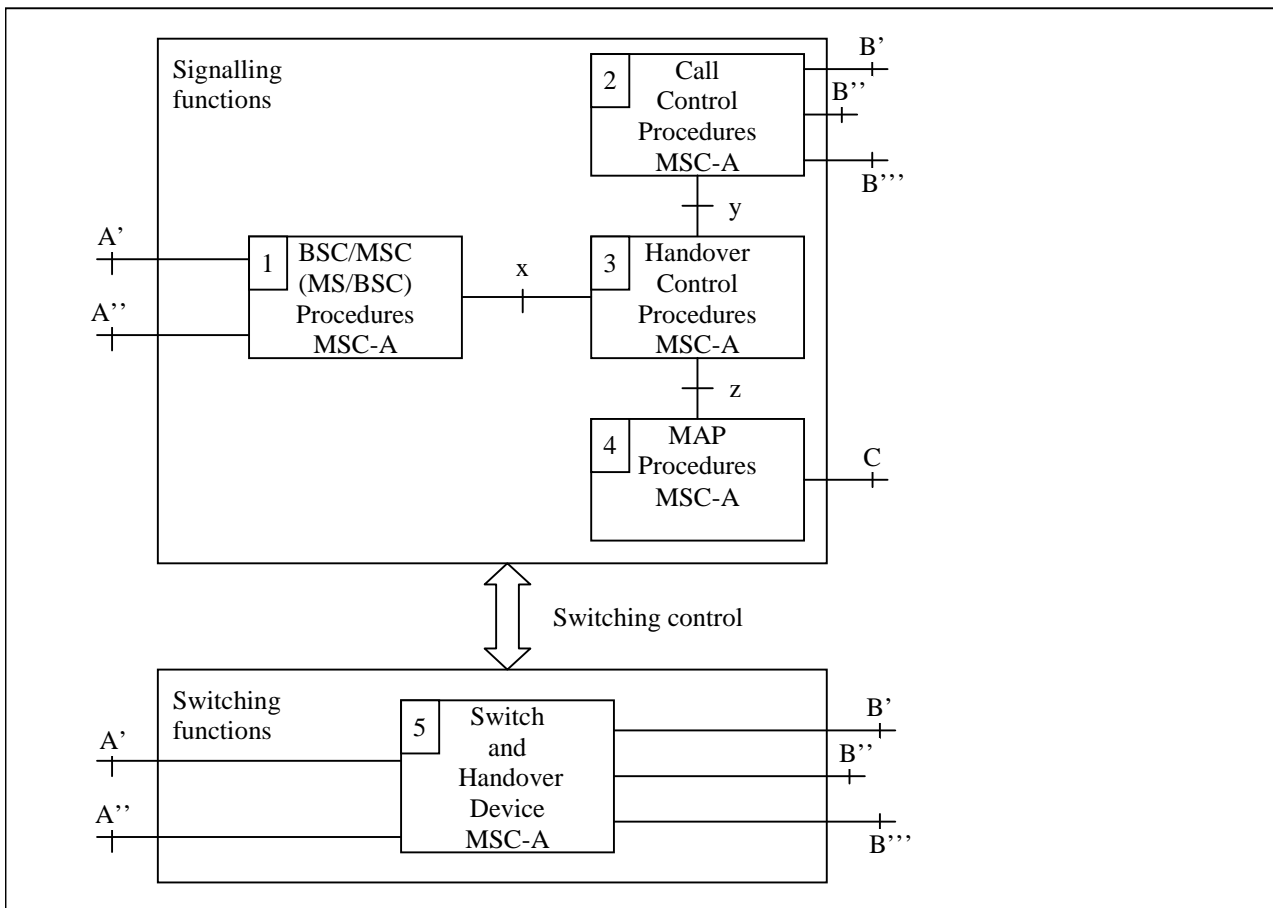 Signalling
functions
2
Call
Control
Procedures
MSC-A
B'
B''
B'''
y
A'
A''
1
BSC/MSC
(MS/BSC)
Procedures
MSC-A
x
3
Handover
Control
Procedures
MSC-A
z
4
MAP
Procedures
MSC-A
C
Switching control
Switching
functions
A'
A''
5
Switch
and
Handover
Device
MSC-A
B'
B''
B'''